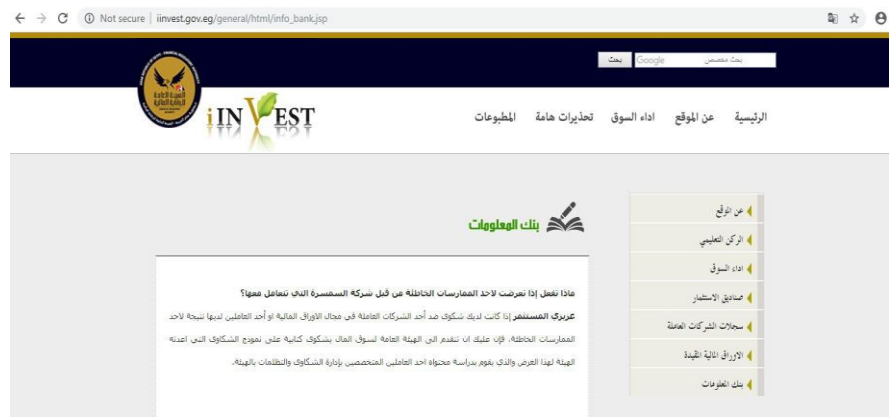 Not secure | iinvest.gov.eg/general/html/info_bank.jsp
بحث Google بحث مخصص
iINVEST
الرئيسية عن الموقع اداء السوق تحذيرات هامة المطبوعات
بنك المعلومات
عن الموقع
الركن التعليمي
اداء السوق
صناديق الاستثمار
سجلات الشركات العاملة
الاوراق المالية المقيدة
بنك المعلومات
ماذا تفعل إذا تعرضت لاحد الممارسات الخاطئة من قبل شركة السمسرة التي تتعامل معها؟
عزيزي المستثمر إذا كانت لديك شكوى ضد أحد الشركات العاملة في مجال الاوراق المالية او أحد العاملين لديها نتيجة لاحد
الممارسات الخاطئة، فإن عليك ان تتقدم الى الهيئة العامة لسوق المال بشكوى كتابية على نموذج الشكاوى التي اعدته
الهيئة لهذا الغرض والذي يقوم بدراسة محتواه احد العاملين المتخصصين بإدارة الشكاوى والتظلمات بالهيئة.